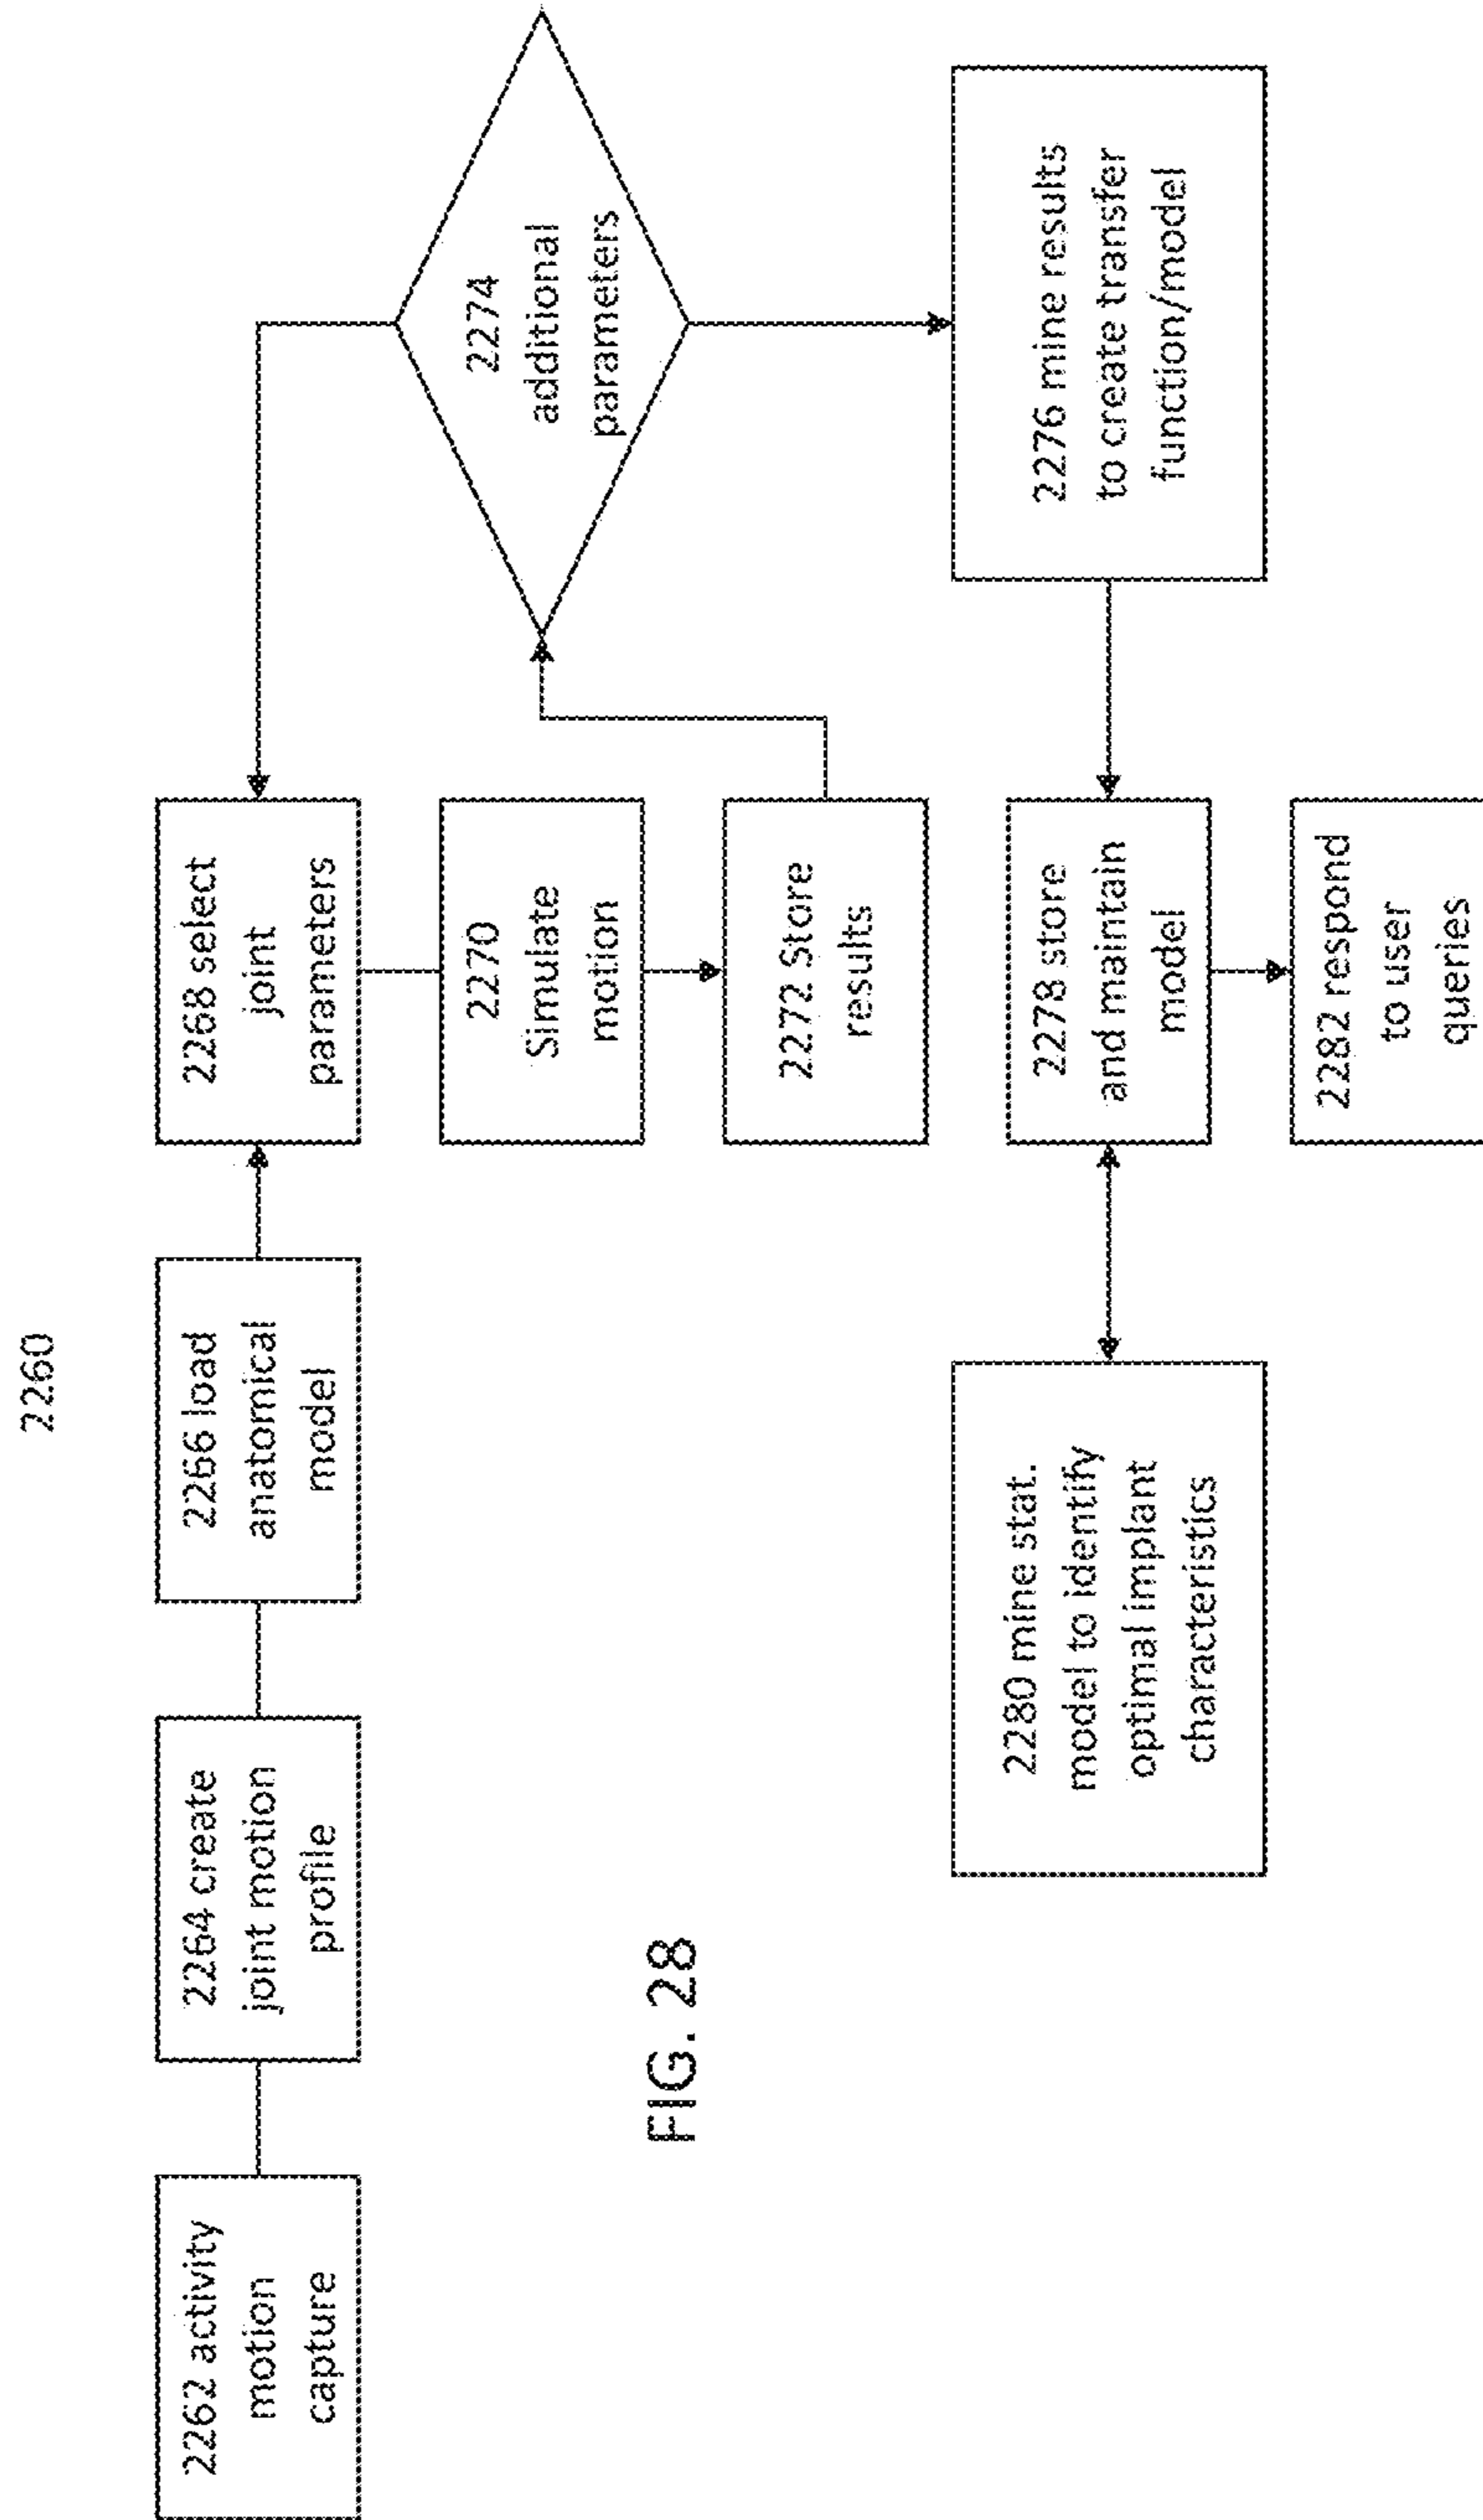 2260
2262 activity
motion
capture
2264 create
joint motion
profile
2266 load
anatomical
model
2268 select
joint
parameters
2270
Simulate
motion
2272 Store
results
2274
additional
parameters
2276 mine results
to create transfer
function/model
2278 store
and maintain
model
2280 mine stat.
model to identify
optimal implant
characteristics
2282 respond
to user
queries
FIG. 28